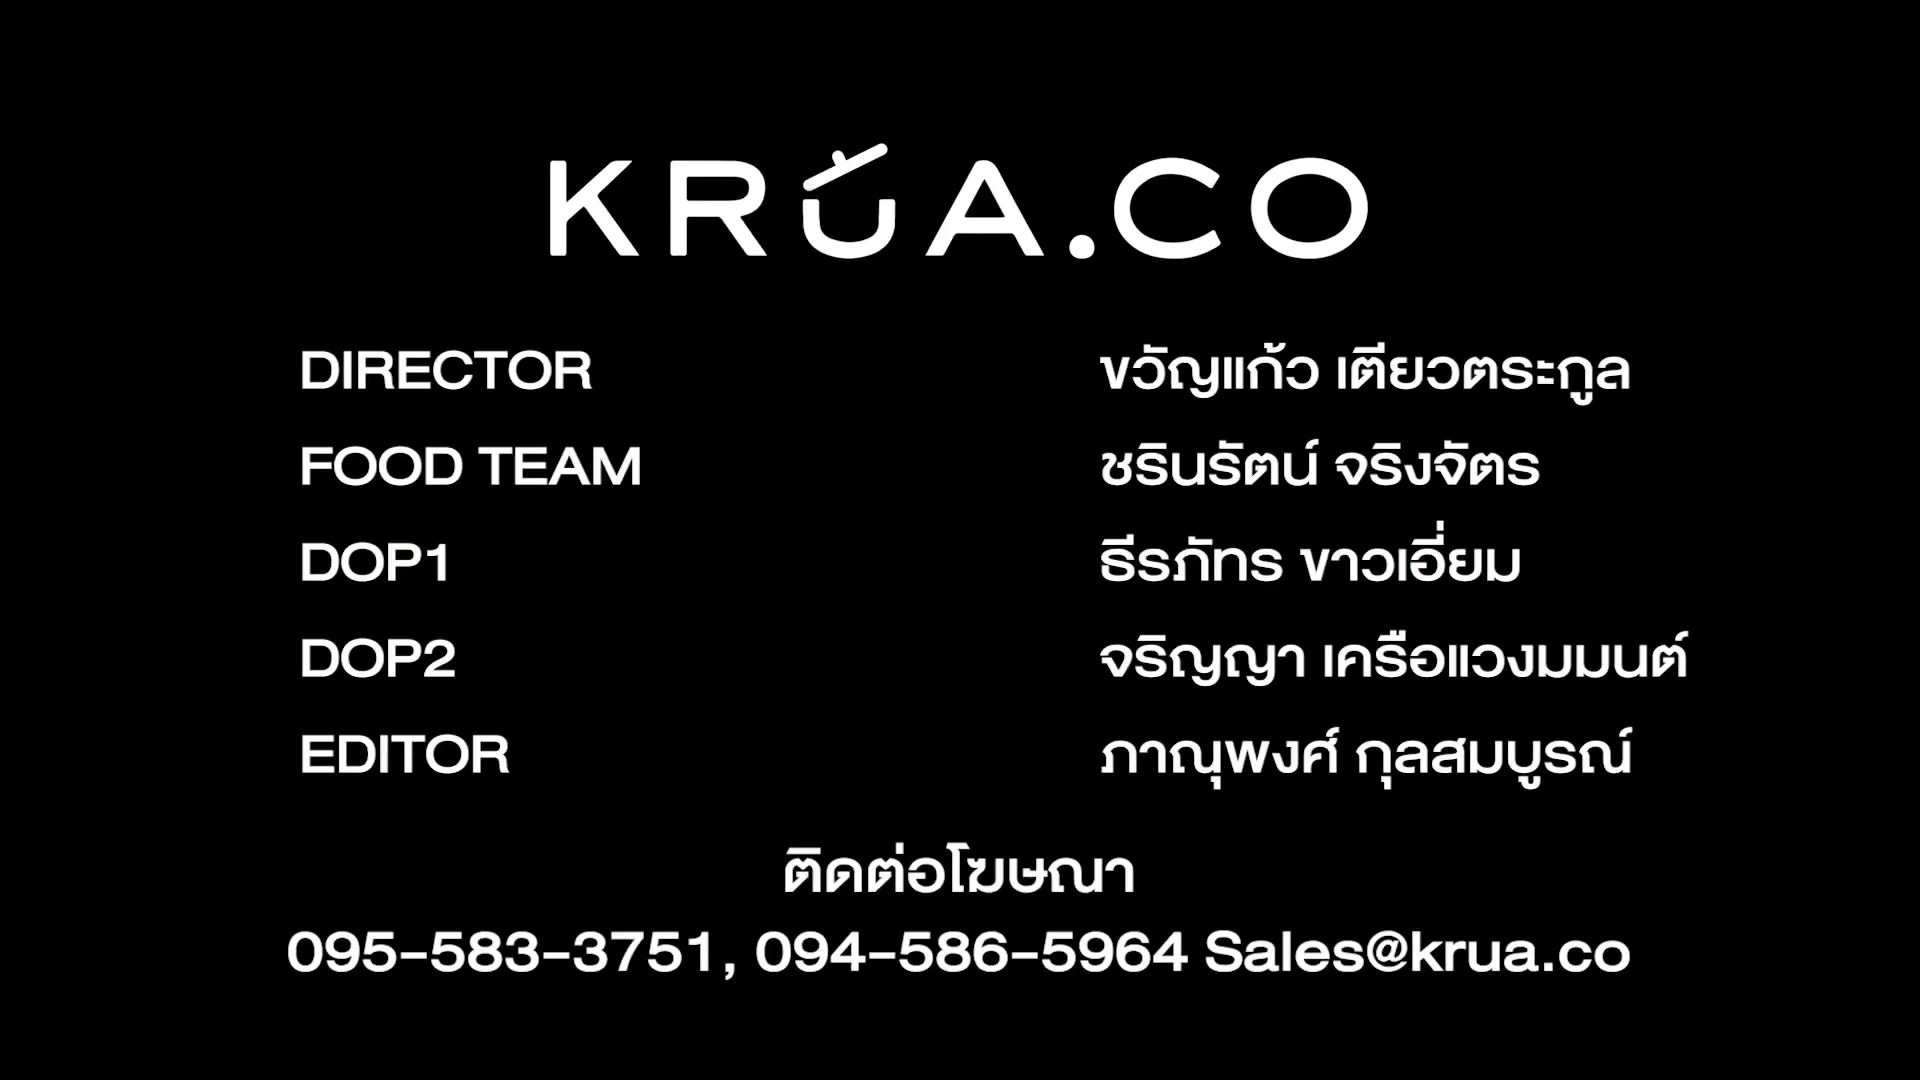 KRUA.CO
DIRECTOR ขวัญแก้ว เตียวตระกูล
FOOD TEAM ชรินรัตน์ จริงจัตร
DOP1 ธีรภัทร ขาวเอี่ยม
DOP2 จริญญา เครือแวงมมนต์
EDITOR ภาณุพงศ์ กุลสมบูรณ์
ติดต่อโฆษณา
095-583-3751, 094-586-5964 Sales@krua.co